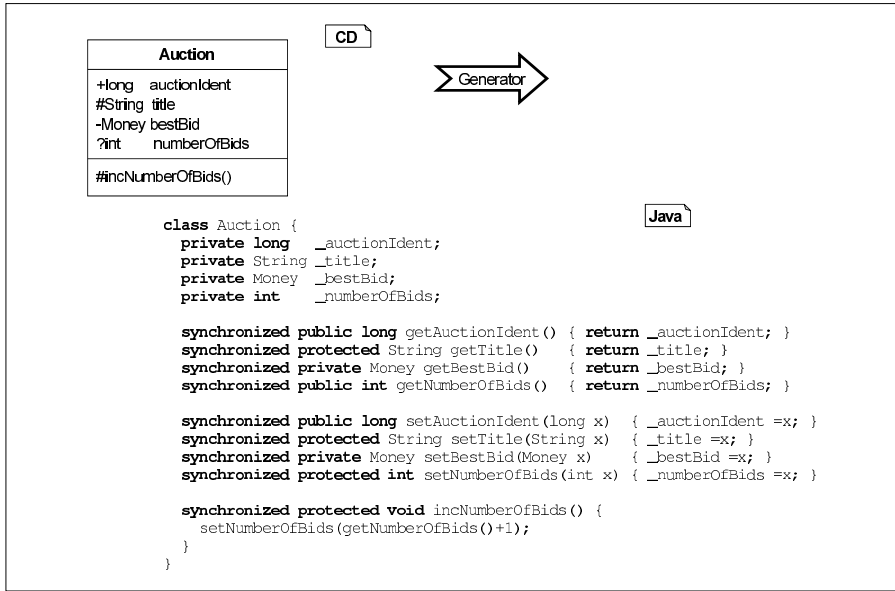 CD
Auction
+long auctionIdent
#String title
-Money bestBid
?int numberOfBids
#incNumberOfBids()
Generator
Java
class Auction {
private long _auctionIdent;
private String _title;
private Money _bestBid;
private int _numberOfBids;
synchronized public long getAuctionIdent() { return _auctionIdent; }
synchronized protected String getTitle() { return _title; }
synchronized private Money getBestBid() { return _bestBid; }
synchronized public int getNumberOfBids() { return _numberOfBids; }
synchronized public long setAuctionIdent(long x) { _auctionIdent =x; }
synchronized protected String setTitle(String x) { _title =x; }
synchronized private Money setBestBid(Money x) { _bestBid =x; }
synchronized protected int setNumberOfBids(int x) { _numberOfBids =x; }
synchronized protected void incNumberOfBids() {
setNumberOfBids(getNumberOfBids()+1);
}
}